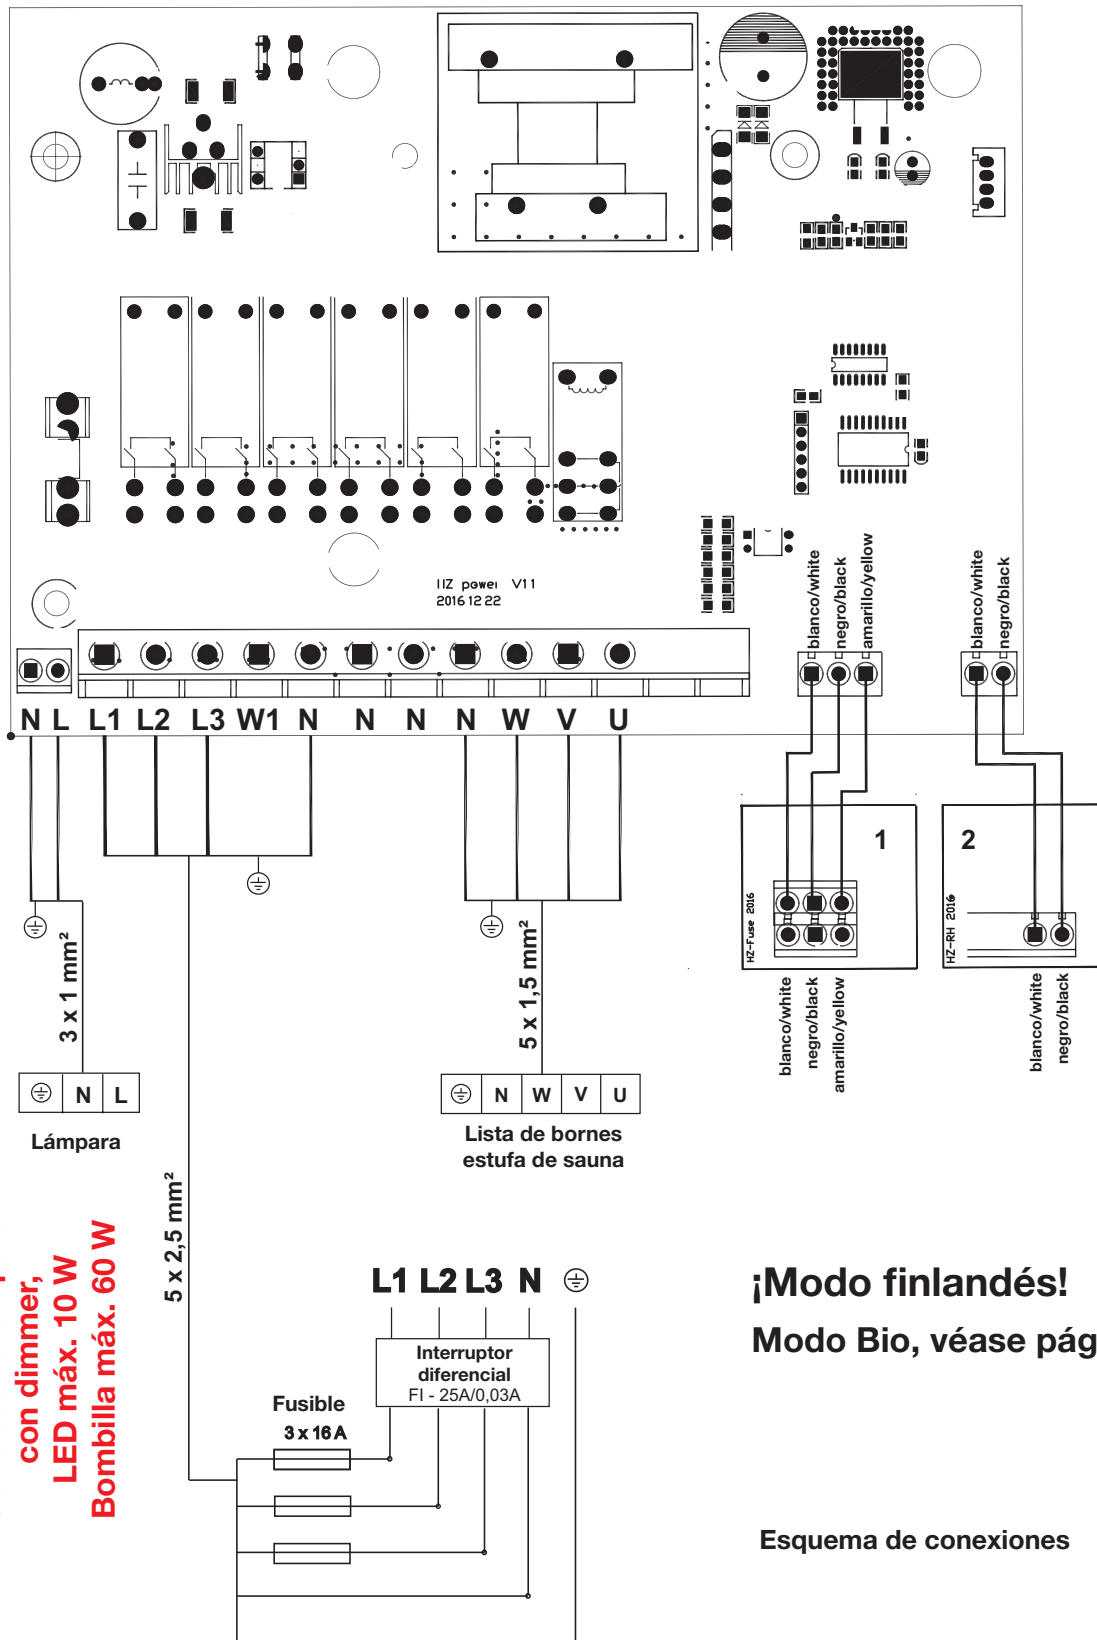 IIZ power V11
2016 12 22
blanco/white
negro/black
amarillo/yellow
blanco/white
negro/black
N L L1 L2 L3 W1 N N N N W V U
1
2
HZ-Fuse 2016
HZ-RH 2016
blanco/white
negro/black
amarillo/yellow
blanco/white
negro/black
3 x 1 mm²
5 x 1,5 mm²
N L
Lámpara
N W V U
Lista de bornes
estufa de sauna
5 x 2,5 mm²
con dimmer,
LED máx. 10 W
Bombilla máx. 60 W
L1 L2 L3 N
Interruptor
diferencial
FI - 25A/0,03A
Fusible
3 x 16 A
¡Modo finlandés!
Modo Bio, véase pág
Esquema de conexiones